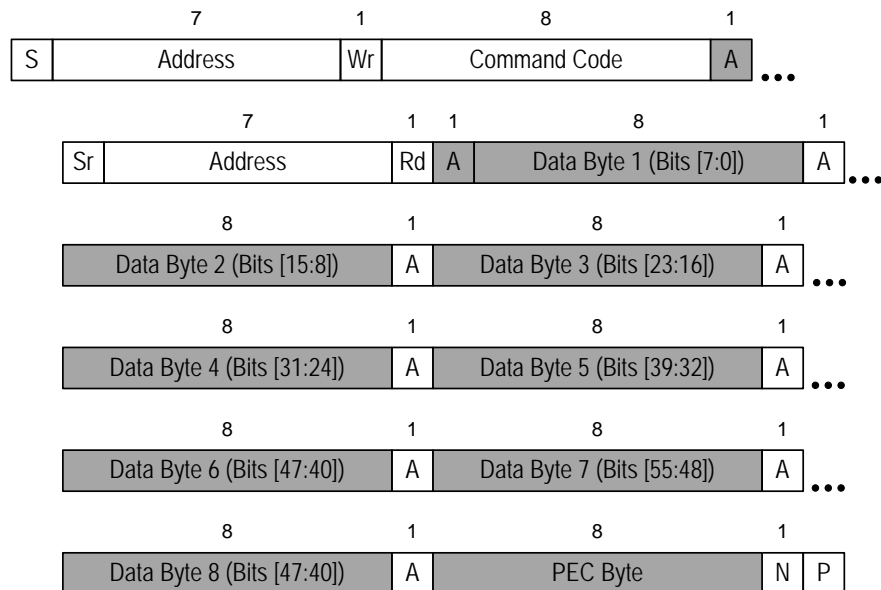 7 1 8 1
S Address Wr Command Code A ...
7 1 1 8 1
Sr Address Rd A Data Byte 1 (Bits [7:0]) A ...
8 1 8 1
Data Byte 2 (Bits [15:8]) A Data Byte 3 (Bits [23:16]) A ...
8 1 8 1
Data Byte 4 (Bits [31:24]) A Data Byte 5 (Bits [39:32]) A ...
8 1 8 1
Data Byte 6 (Bits [47:40]) A Data Byte 7 (Bits [55:48]) A ...
8 1 8 1
Data Byte 8 (Bits [47:40]) A PEC Byte N P